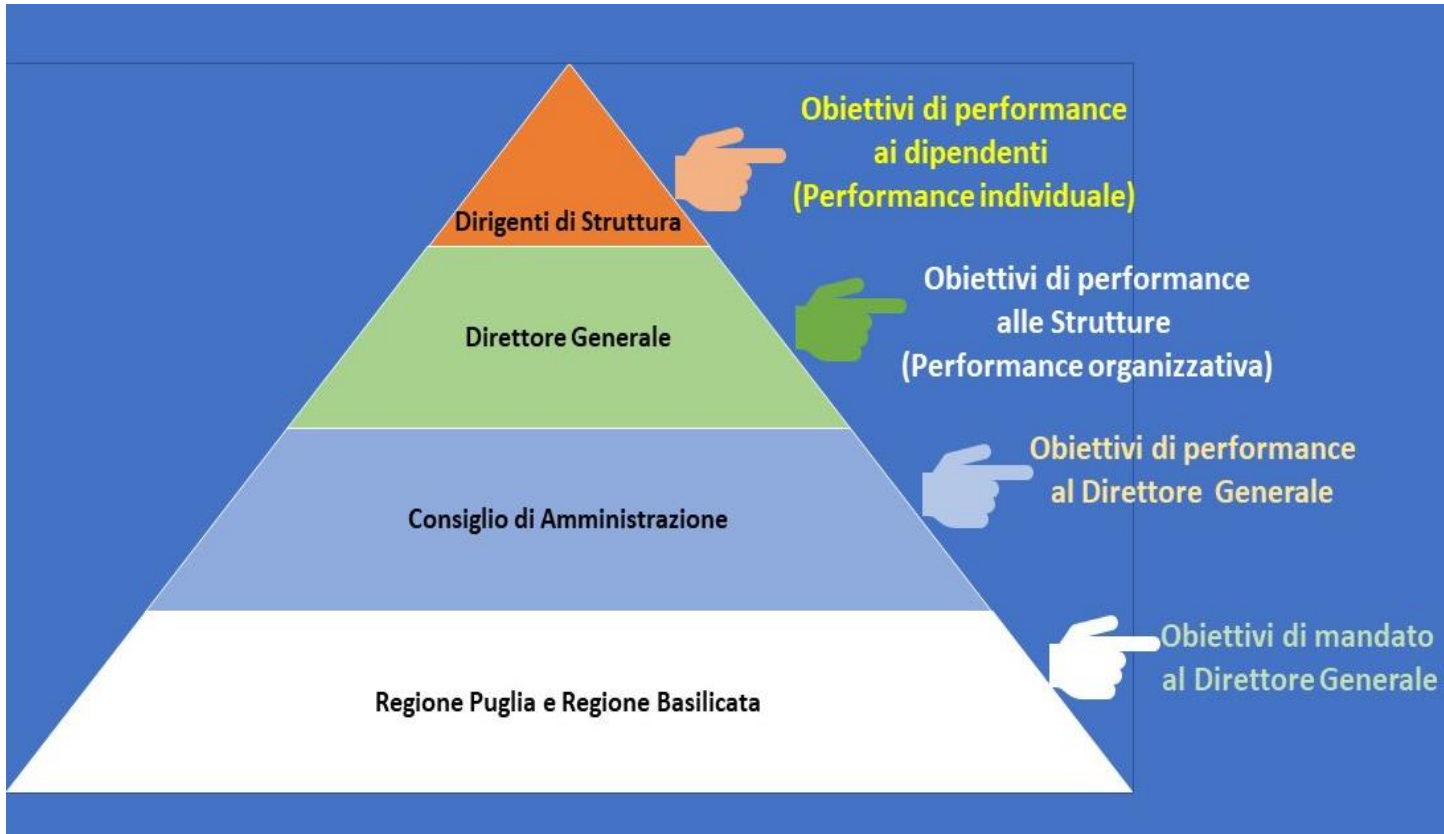 Obiettivi di performance
ai dipendenti
(Performance individuale)
Dirigenti di Struttura
Obiettivi di performance
alle Strutture
(Performance organizzativa)
Direttore Generale
Obiettivi di performance
al Direttore Generale
Consiglio di Amministrazione
Obiettivi di mandato
al Direttore Generale
Regione Puglia e Regione Basilicata